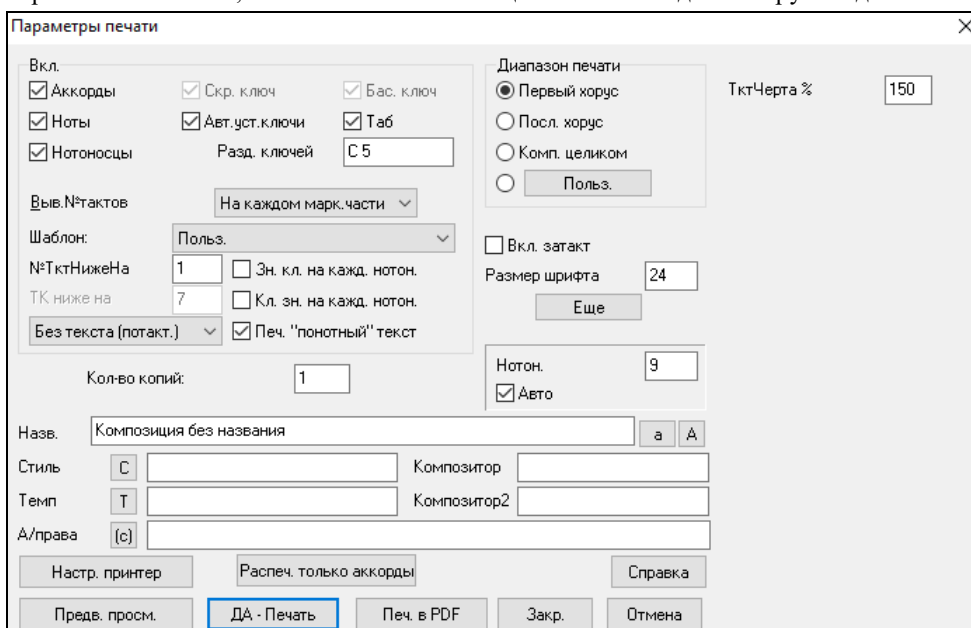 Параметры печати
Вкл.
Аккорды
Скр. ключ
Бас. ключ
Ноты
Авт.уст.ключи
Таб
Нотоносцы
Разд. ключей
C 5
Выв.№тактов
На каждом марк.части
Шаблон:
Польз.
№ТктНижеНа
1
Зн. кл. на кажд. нотон.
ТК ниже на
7
Кл. зн. на кажд. нотон.
Без текста (потакт.)
Печ. "понотный" текст
Кол-во копий:
1
Диапазон печати
Первый хорус
Посл. хорус
Комп. целиком
Польз.
ТктЧерта %
150
Вкл. затакт
Размер шрифта
24
Еще
Нотон.
9
Авто
Назв.
Композиция без названия
a
A
Стиль
C
Композитор
Темп
T
Композитор2
А/права
(c)
Настр. принтер
Распеч. только аккорды
Справка
Предв. просм.
ДА - Печать
Печ. в PDF
Закр.
Отмена